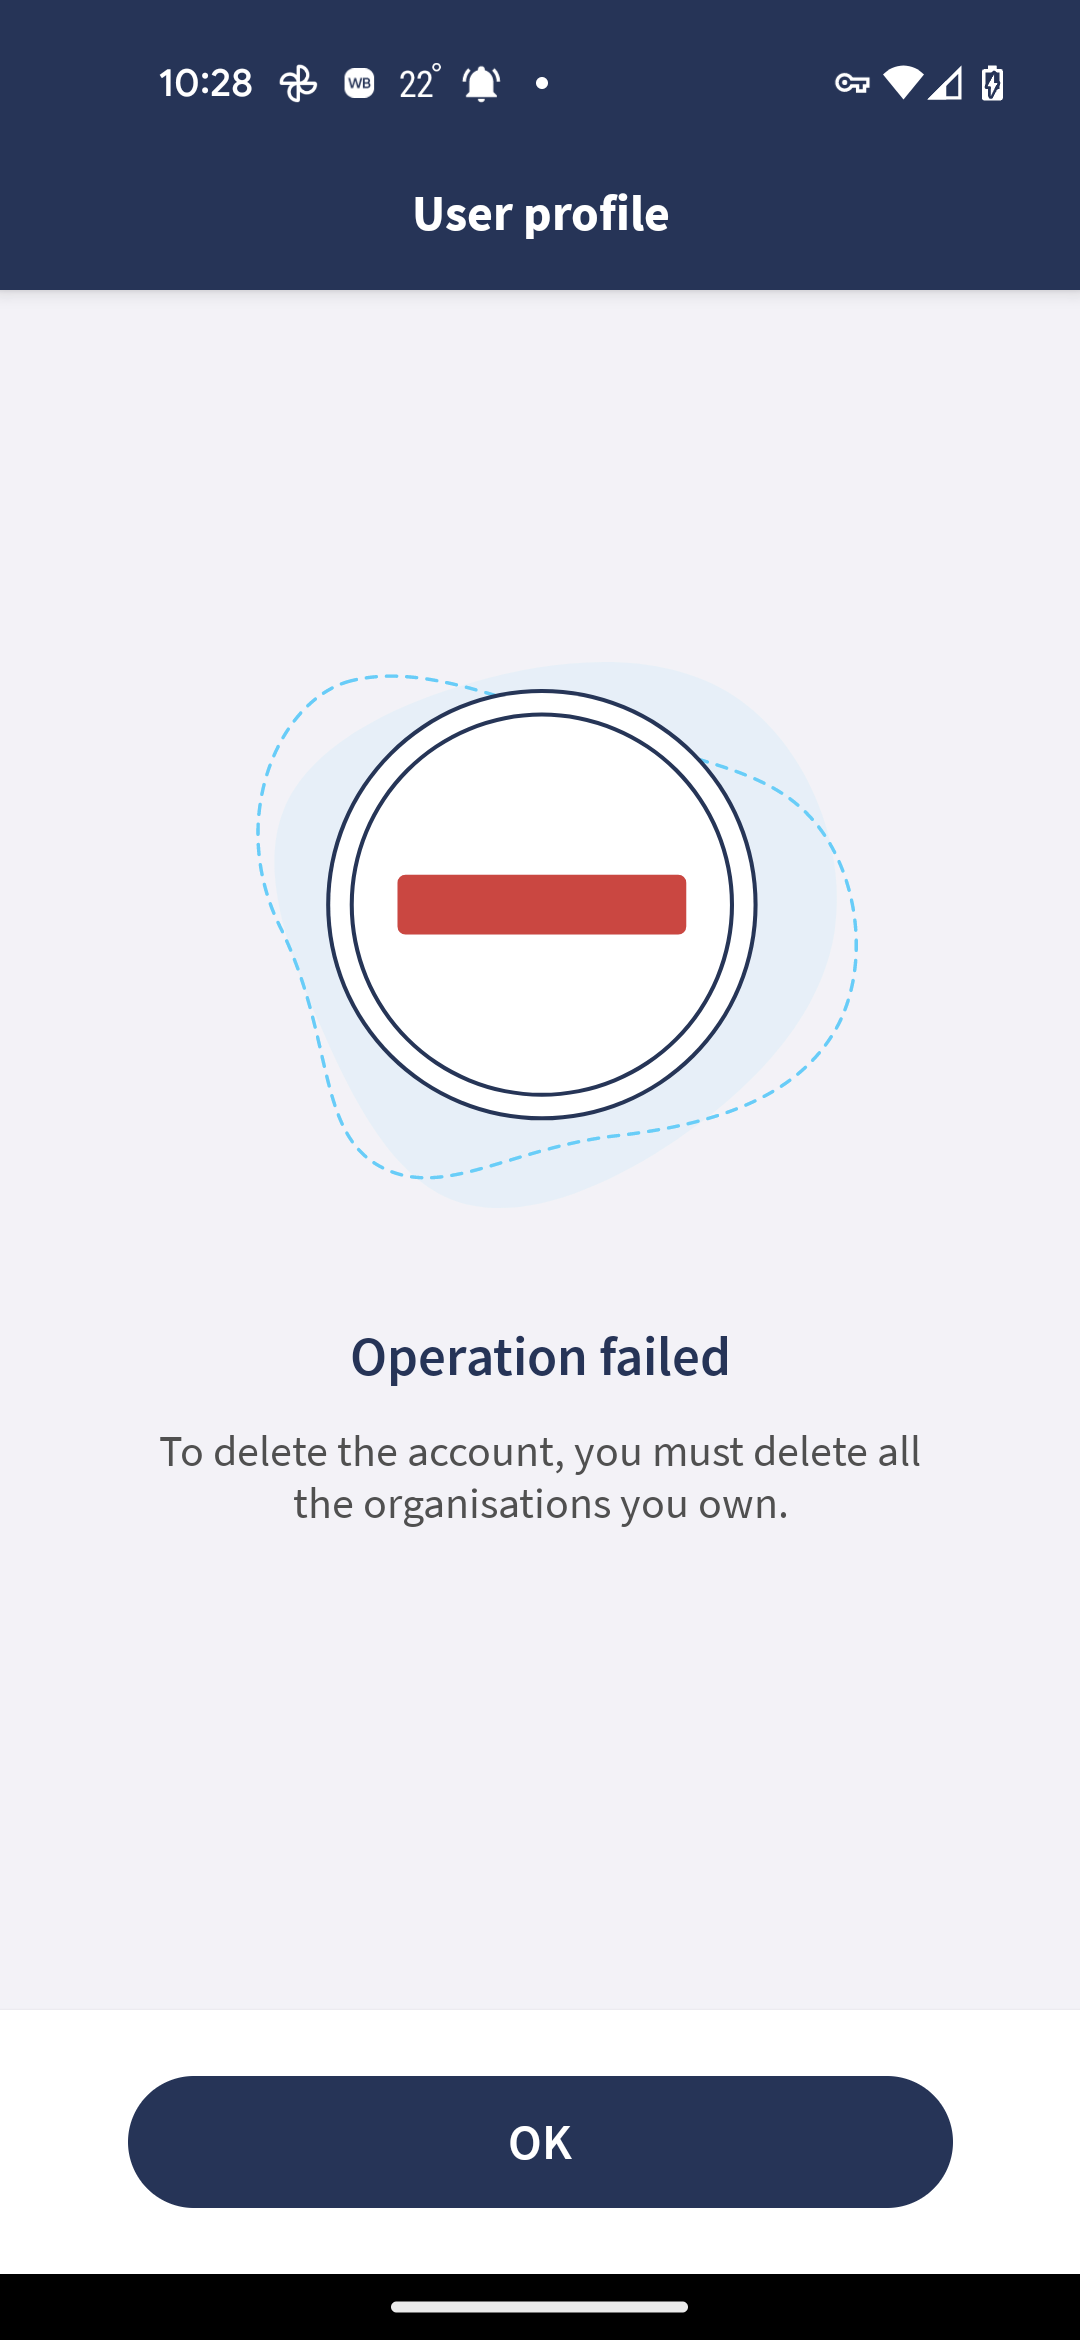 10:28 WB 22°
User profile
Operation failed
To delete the account, you must delete all
the organisations you own.
OK